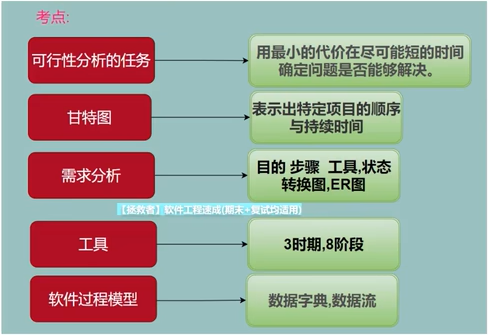 考点:
可行性分析的任务
用最小的代价在尽可能短的时间
确定问题是否能够解决。
甘特图
表示出特定项目的顺序
与持续时间
需求分析
目的 步骤 工具,状态
转换图,ER图
【拯救者】软件工程速成(期末+复试均适用)
工具
3时期,8阶段
软件过程模型
数据字典,数据流